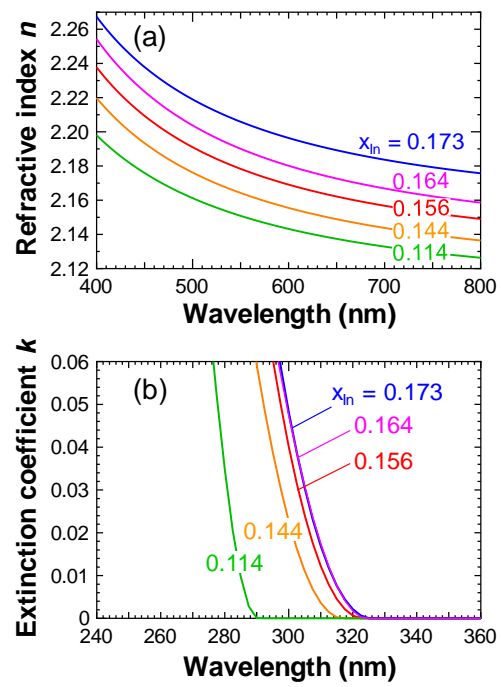 (a)
Refractive index n
2.26
2.24
2.22
2.20
2.18
2.16
2.14
2.12
x_In = 0.173
0.164
0.156
0.144
0.114
400 500 600 700 800
Wavelength (nm)
(b)
Extinction coefficient k
0.06
0.05
0.04
0.03
0.02
0.01
0
x_In = 0.173
0.164
0.156
0.144
0.114
240 260 280 300 320 340 360
Wavelength (nm)